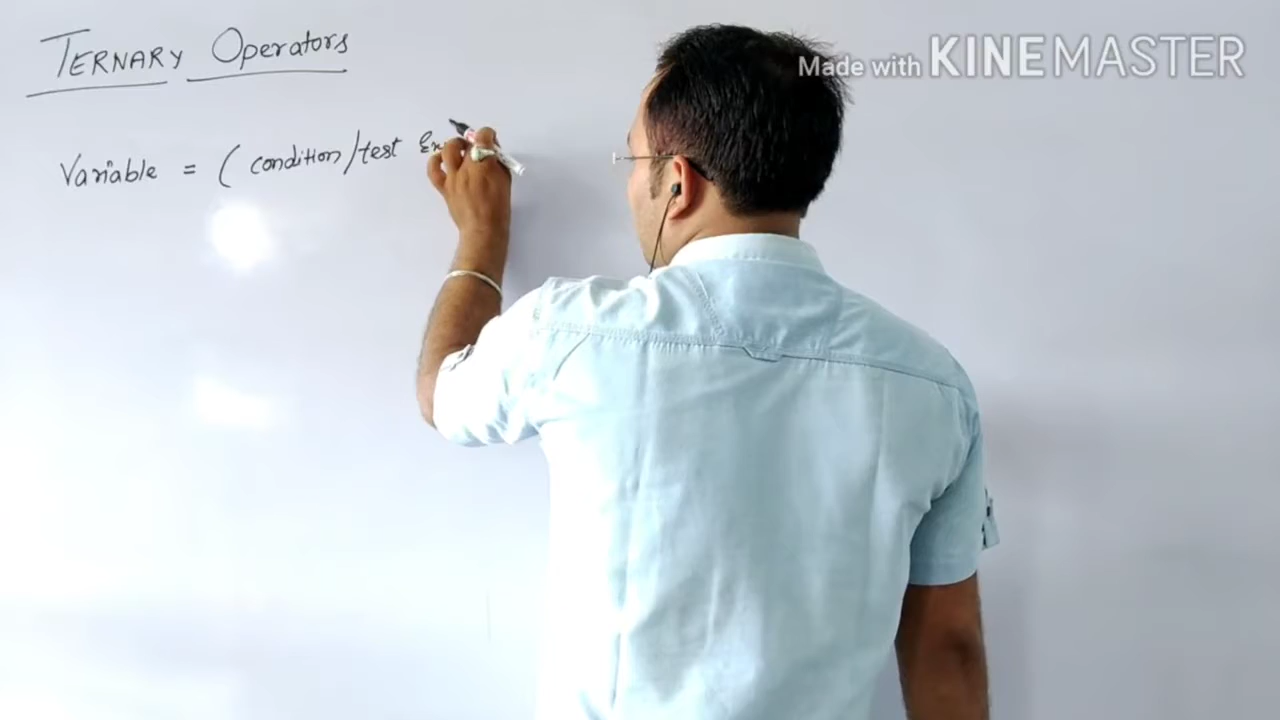 TERNARY Operators
Made with KINEMASTER
Variable = ( condition/test